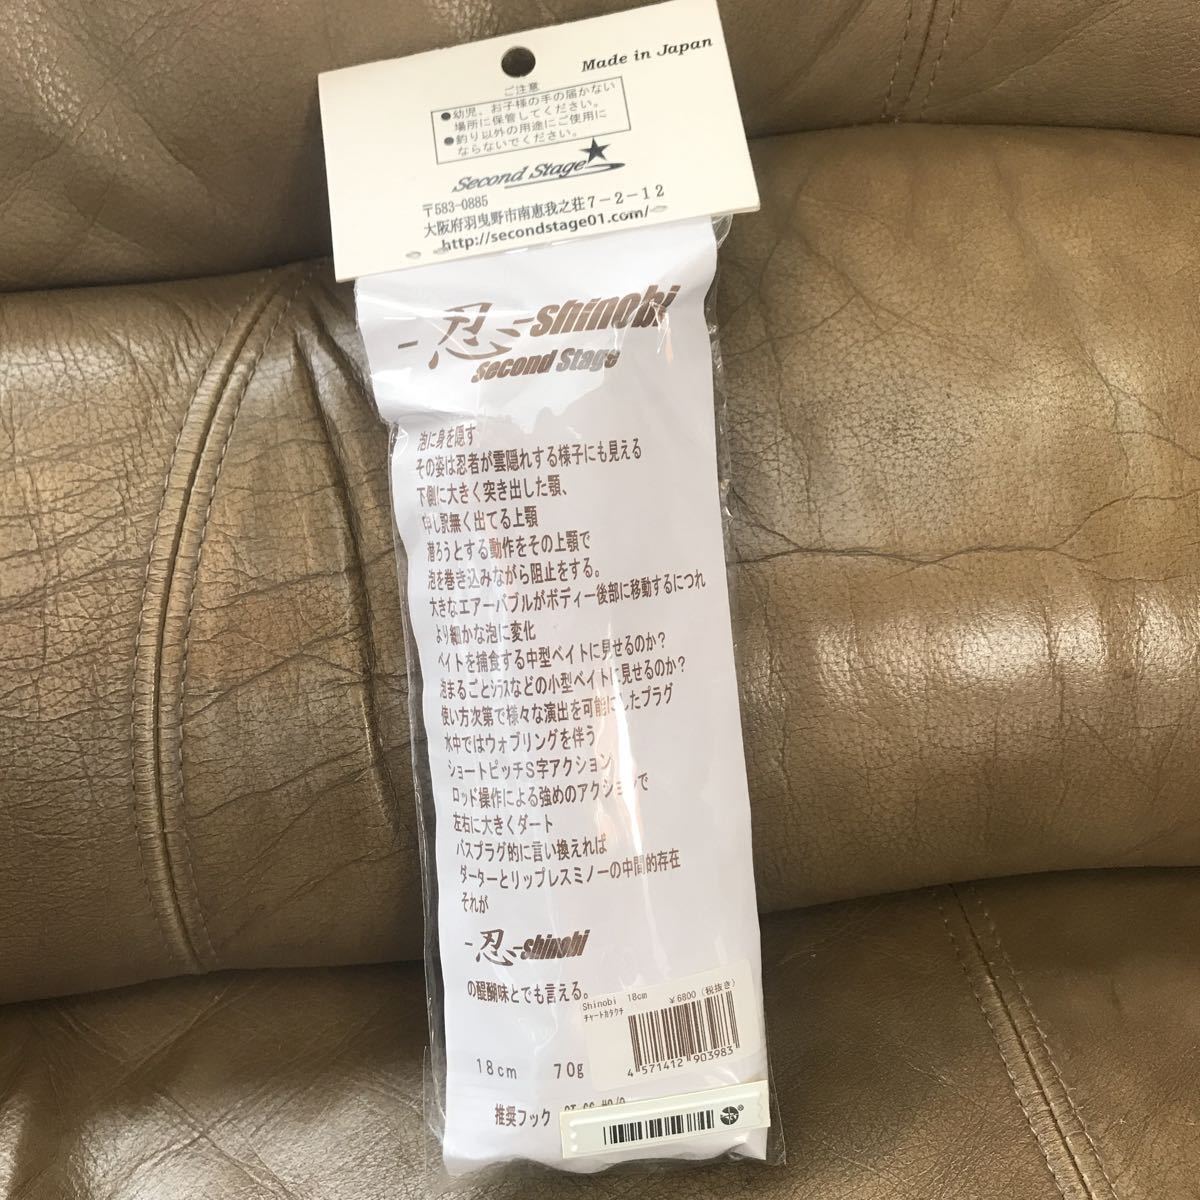 Made in Japan
ご注意
●幼児、お子様の手の届かない
場所に保管してください。
●釣り以外の用途にご使用に
ならないでください。
Second Stage
〒583-0885
大阪府羽曳野市南恵我之荘7-2-12
http://secondstage01.com/
-忍-shinobi
Second Stage
泡に身を隠す
その姿は忍者が雲隠れする様子にも見える
下側に大きく突き出した顎、
申し訳無く出てる上顎
潜ろうとする動作をその上顎で
泡を巻き込みながら阻止をする。
大きなエアーバブルがボディー後部に移動するにつれ
より細かな泡に変化
ベイトを捕食する中型ベイトに見せるのか?
泡まるごとシラスなどの小型ベイトに見せるのか?
使い方次第で様々な演出を可能にしたプラグ
水中ではウォブリングを伴う
ショートピッチS字アクション
ロッド操作による強めのアクションで
左右に大きくダート
バスプラグ的に言い換えれば
ダーターとリップレスミノーの中間的存在
それが
-忍-shinobi
の醍醐味とでも言える。
Shinobi 18cm ¥6800(税抜き)
チャートカタクチ
4 571412 903983
18cm 70g
推奨フック